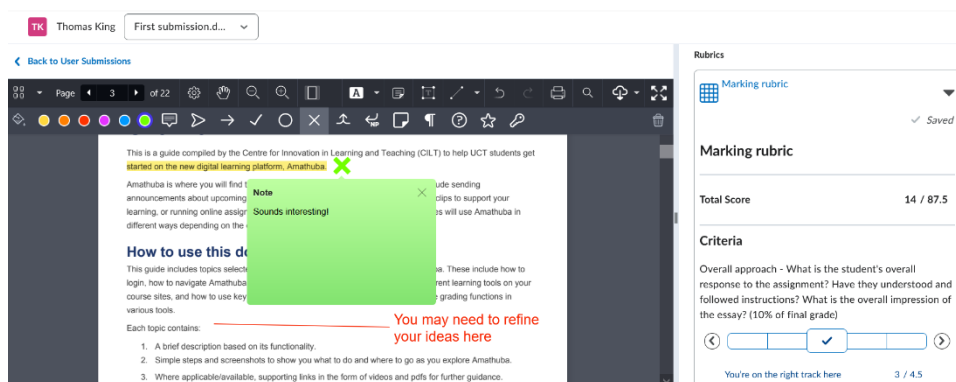 TK Thomas King First submission.d...
Back to User Submissions
Page 3 of 22
A
T
NP
This is a guide compiled by the Centre for Innovation in Learning and Teaching (CILT) to help UCT students get
started on the new digital learning platform, Amathuba.
Amathuba is where you will find ude sending
announcements about upcoming clips to support your
learning, or running online assign es will use Amathuba in
different ways depending on the
Note
Sounds interesting!
How to use this do
This guide includes topics selecte a. These include how to
login, how to navigate Amathuba rent learning tools on your
course sites, and how to use key grading functions in
various tools.
You may need to refine
your ideas here
Each topic contains:
1. A brief description based on its functionality.
2. Simple steps and screenshots to show you what to do and where to go as you explore Amathuba.
3. Where applicable/available, supporting links in the form of videos and pdfs for further guidance.
Rubrics
Marking rubric
Saved
Marking rubric
Total Score 14 / 87.5
Criteria
Overall approach - What is the student's overall
response to the assignment? Have they understood and
followed instructions? What is the overall impression of
the essay? (10% of final grade)
You're on the right track here 3 / 4.5